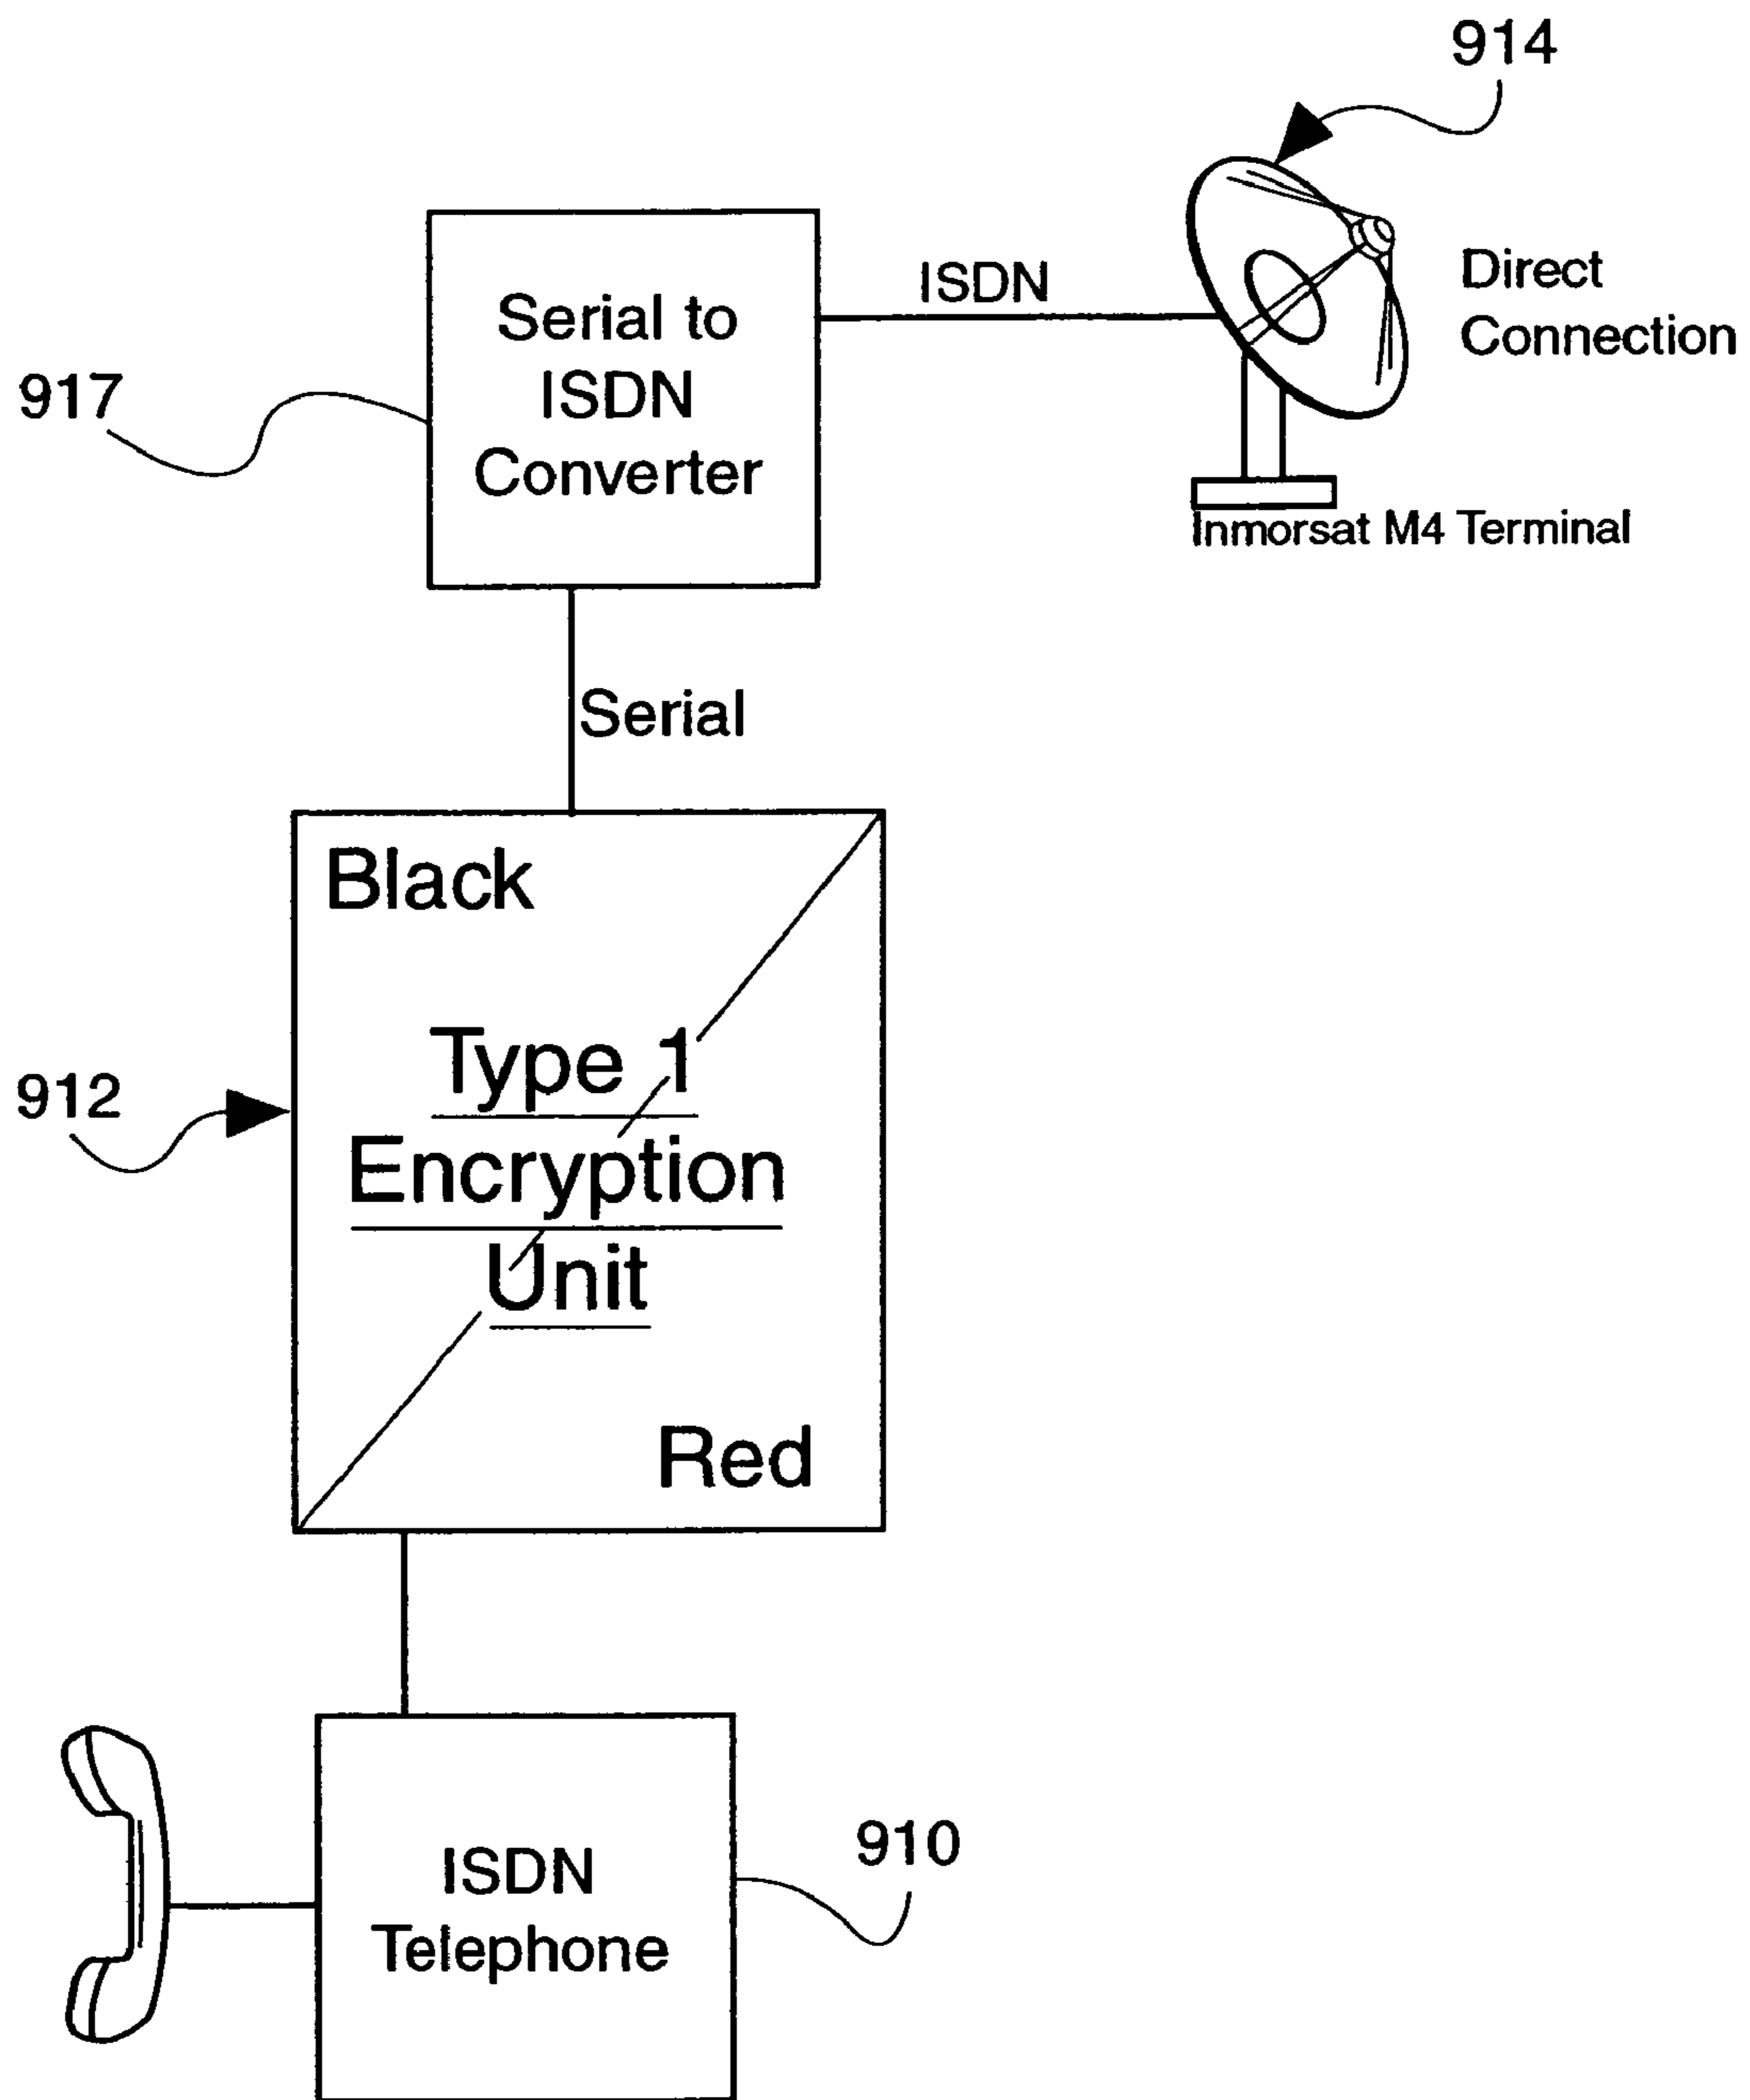 914
Serial to
ISDN
Converter
ISDN
Direct
Connection
917
Inmorsat M4 Terminal
Serial
Black
Type 1
Encryption
Unit
912
Red
ISDN
Telephone
910